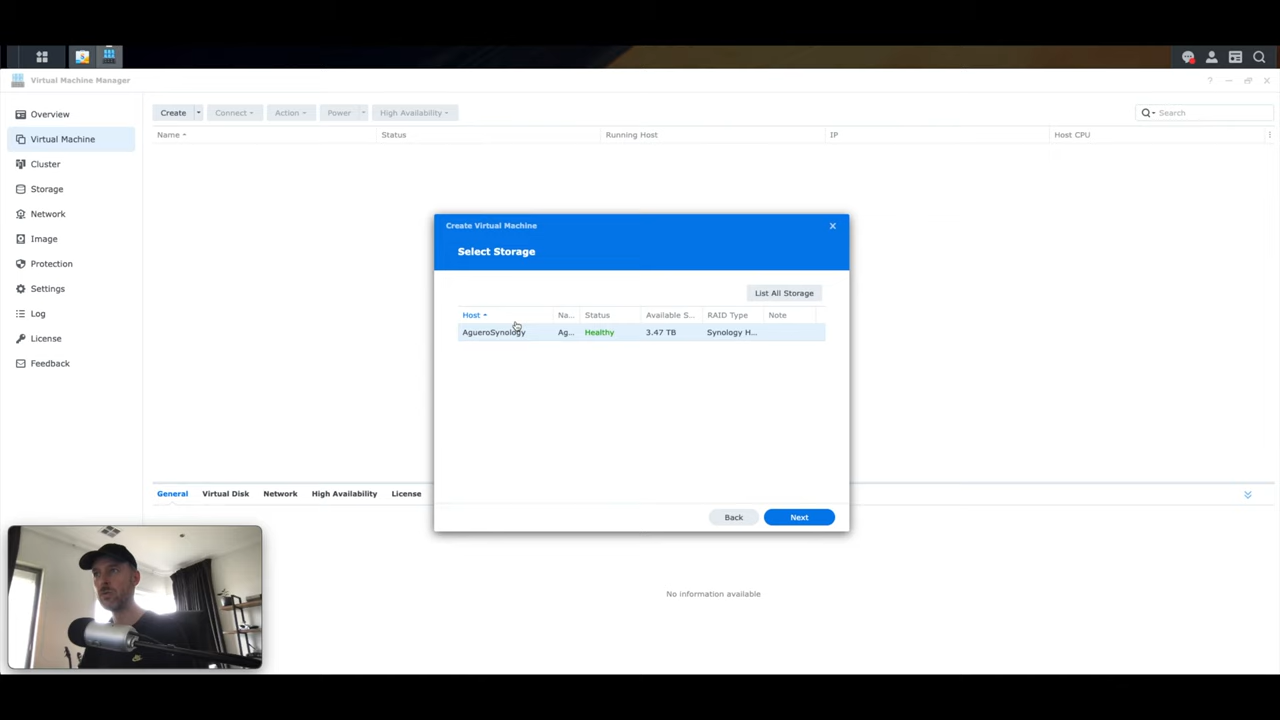 Virtual Machine Manager
?
Overview
Virtual Machine
Cluster
Storage
Network
Image
Protection
Settings
Log
License
Feedback
Create Connect Action Power High Availability Search
Name Status Running Host IP Host CPU
Create Virtual Machine X
Select Storage
List All Storage
Host Na... Status Available S... RAID Type Note
AgueroSynology Ag... Healthy 3.47 TB Synology H...
Back Next
General Virtual Disk Network High Availability License
No information available